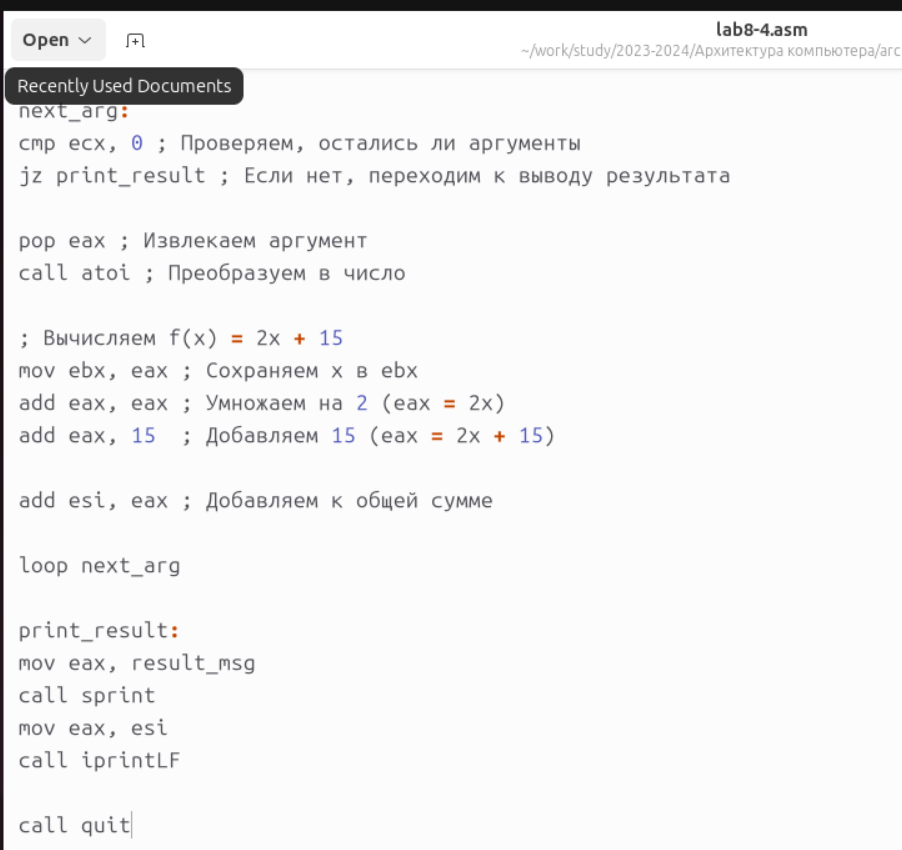 Open
lab8-4.asm
~/work/study/2023-2024/Архитектура компьютера/arc
Recently Used Documents
next_arg:
cmp ecx, 0 ; Проверяем, остались ли аргументы
jz print_result ; Если нет, переходим к выводу результата
pop eax ; Извлекаем аргумент
call atoi ; Преобразуем в число
; Вычисляем f(x) = 2x + 15
mov ebx, eax ; Сохраняем x в ebx
add eax, eax ; Умножаем на 2 (eax = 2x)
add eax, 15  ; Добавляем 15 (eax = 2x + 15)
add esi, eax ; Добавляем к общей сумме
loop next_arg
print_result:
mov eax, result_msg
call sprint
mov eax, esi
call iprintLF
call quit